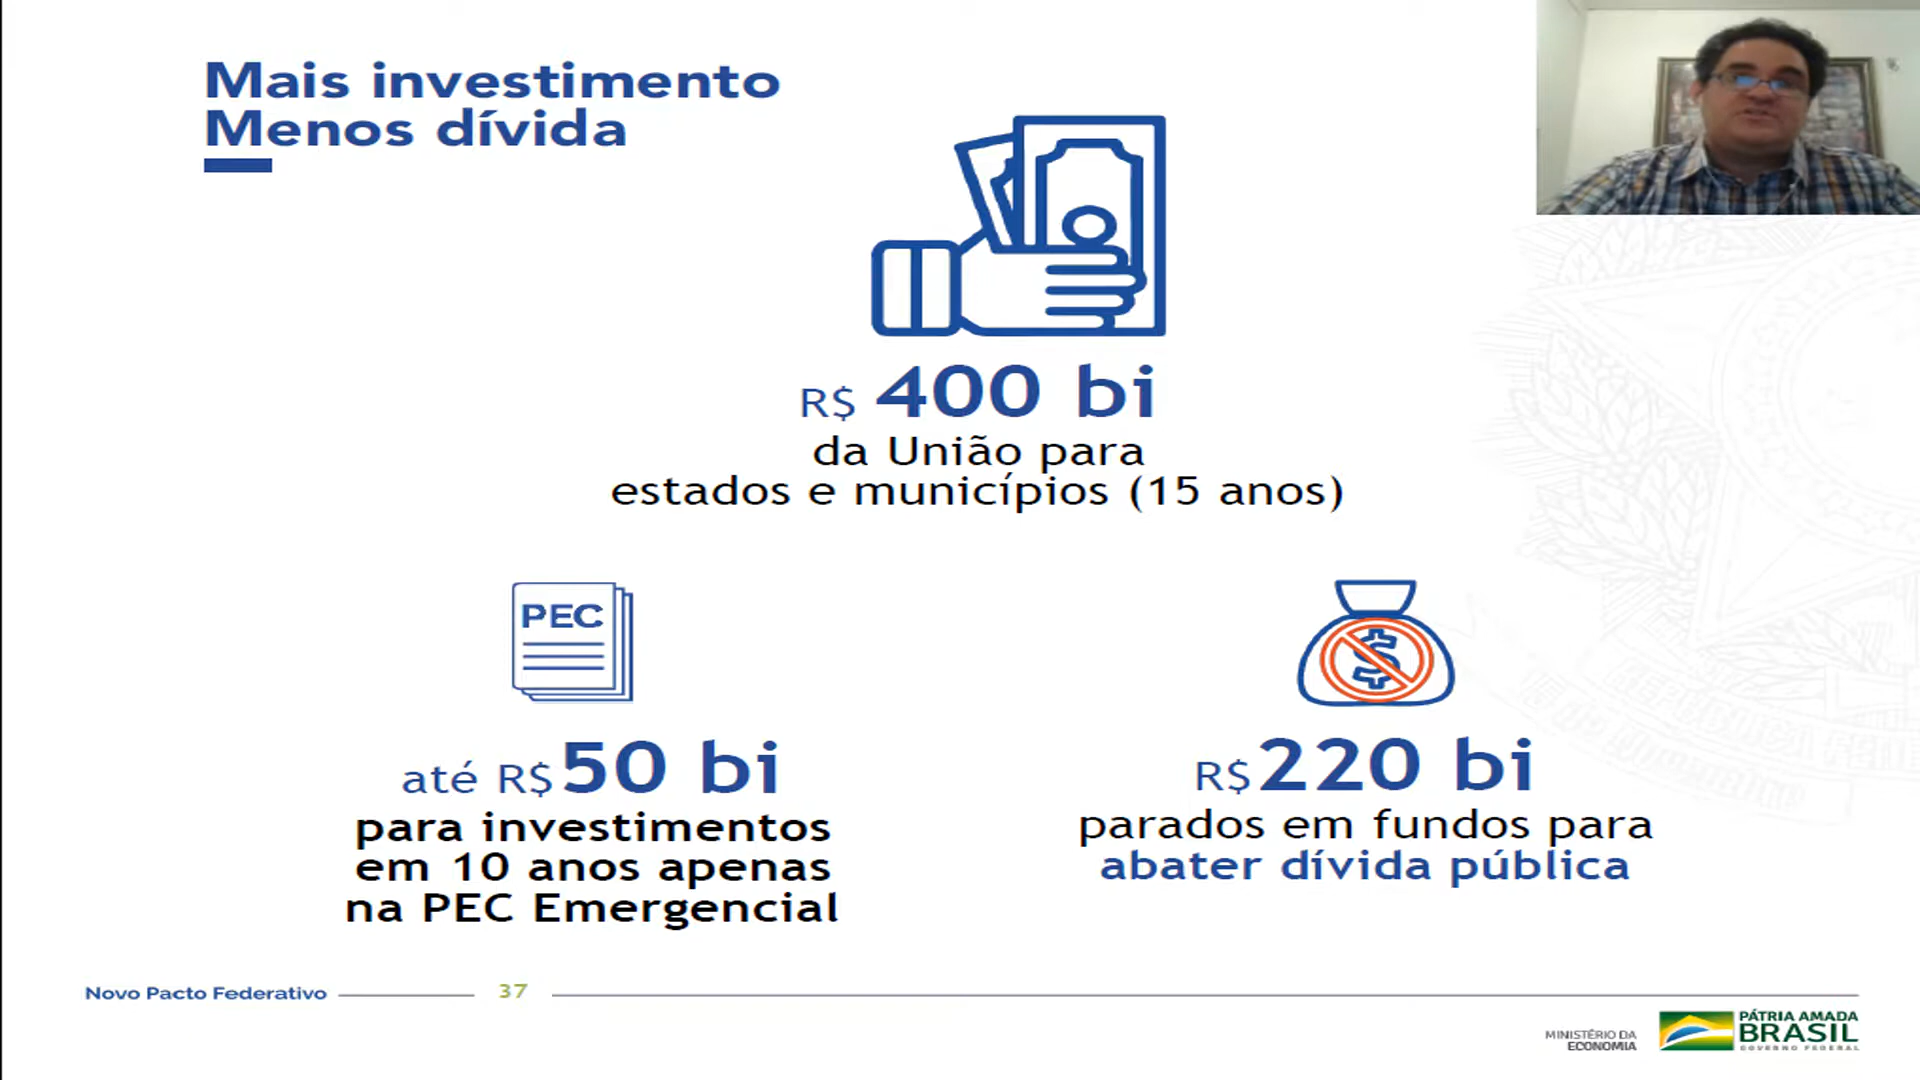 Mais investimento
Menos dívida
R$ 400 bi
da União para
estados e municípios (15 anos)
PEC
até R$ 50 bi
para investimentos
em 10 anos apenas
na PEC Emergencial
$
R$ 220 bi
parados em fundos para
abater dívida pública
Novo Pacto Federativo
37
MINISTÉRIO DA
ECONOMIA
PÁTRIA AMADA
BRASIL
GOVERNO FEDERAL